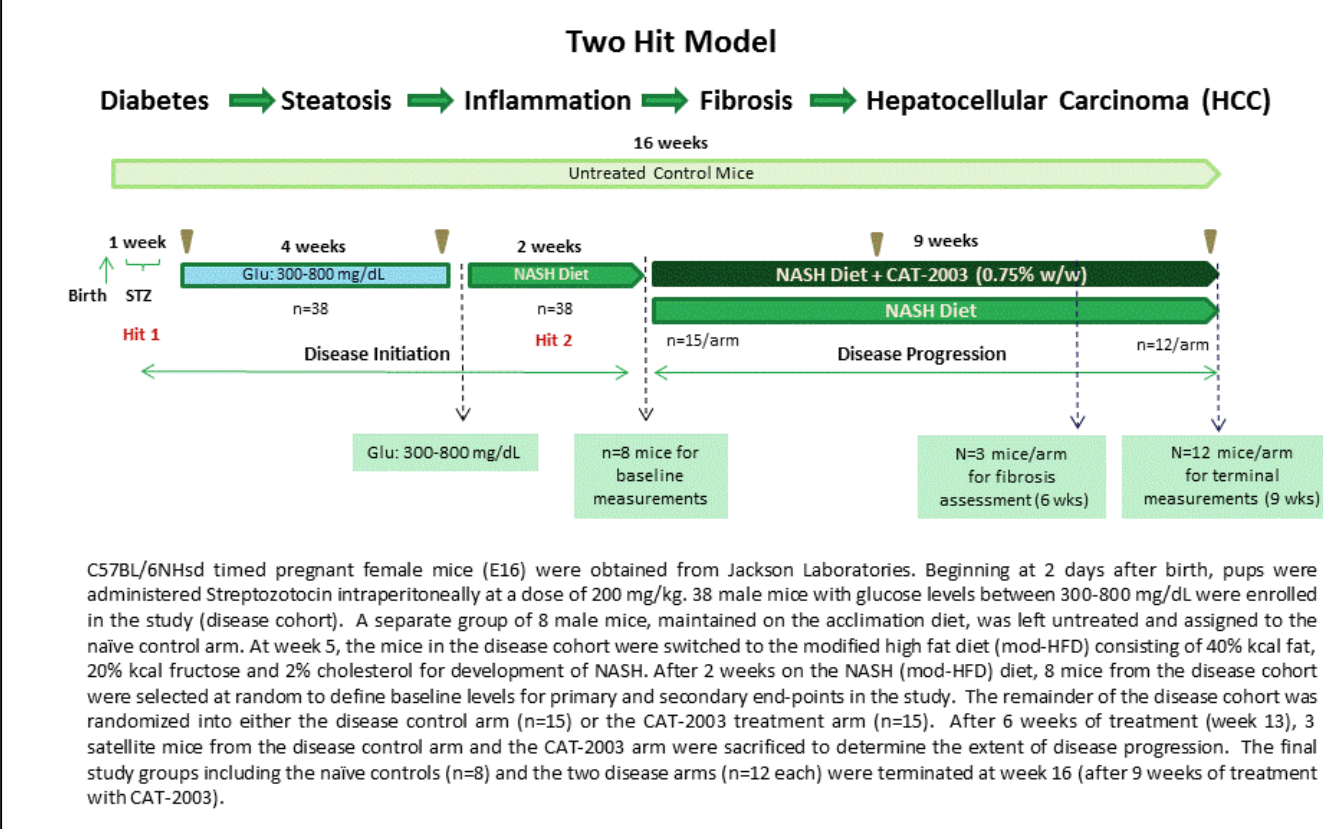 Two Hit Model
Diabetes Steatosis Inflammation Fibrosis Hepatocellular Carcinoma (HCC)
16 weeks
Untreated Control Mice
1 week
4 weeks
2 weeks
9 weeks
Glu: 300-800 mg/dL
NASH Diet
NASH Diet + CAT-2003 (0.75% w/w)
Birth
STZ
n=38
n=38
NASH Diet
Hit 1
Hit 2
n=15/arm
n=12/arm
Disease Initiation
Disease Progression
Glu: 300-800 mg/dL
n=8 mice for
baseline
measurements
N=3 mice/arm
for fibrosis
assessment (6 wks)
N=12 mice/arm
for terminal
measurements (9 wks)
C57BL/6NHsd timed pregnant female mice (E16) were obtained from Jackson Laboratories. Beginning at 2 days after birth, pups were
administered Streptozotocin intraperitoneally at a dose of 200 mg/kg. 38 male mice with glucose levels between 300-800 mg/dL were enrolled
in the study (disease cohort). A separate group of 8 male mice, maintained on the acclimation diet, was left untreated and assigned to the
naïve control arm. At week 5, the mice in the disease cohort were switched to the modified high fat diet (mod-HFD) consisting of 40% kcal fat,
20% kcal fructose and 2% cholesterol for development of NASH. After 2 weeks on the NASH (mod-HFD) diet, 8 mice from the disease cohort
were selected at random to define baseline levels for primary and secondary end-points in the study. The remainder of the disease cohort was
randomized into either the disease control arm (n=15) or the CAT-2003 treatment arm (n=15). After 6 weeks of treatment (week 13), 3
satellite mice from the disease control arm and the CAT-2003 arm were sacrificed to determine the extent of disease progression. The final
study groups including the naïve controls (n=8) and the two disease arms (n=12 each) were terminated at week 16 (after 9 weeks of treatment
with CAT-2003).